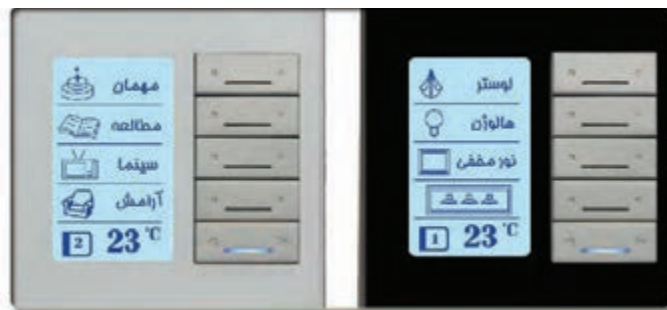 مهمان
مطالعه
سینما
آرامش
2 23 °C
لوستر
هالوژن
نور مخفی
1 23 °C